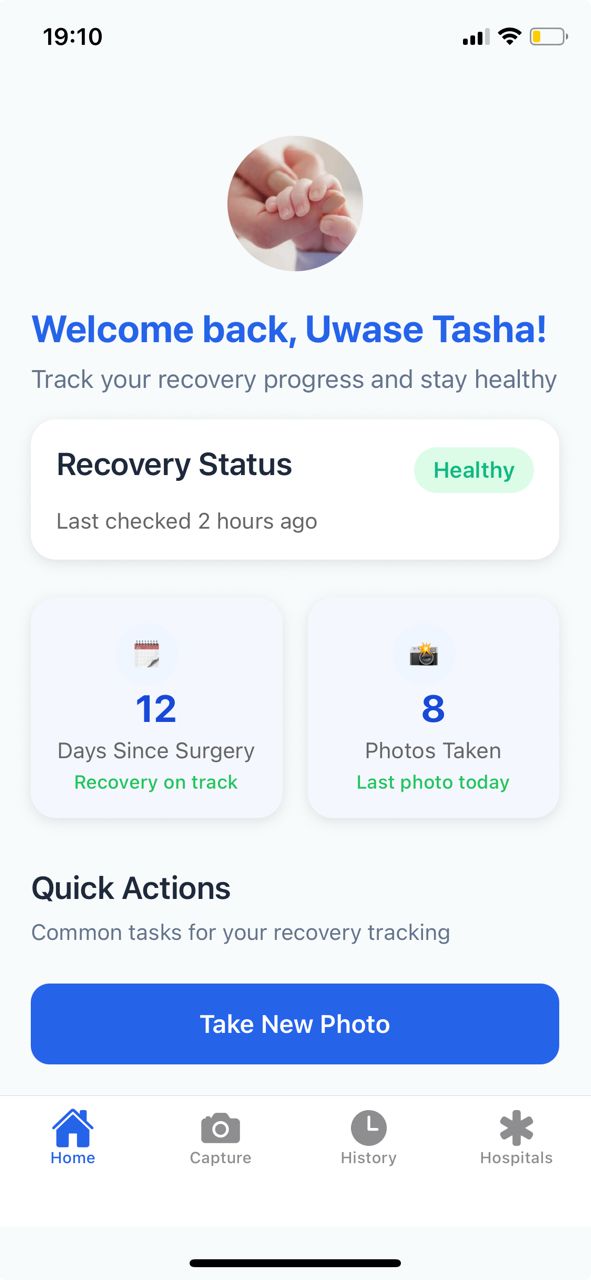 19:10
Welcome back, Uwase Tasha!
Track your recovery progress and stay healthy
Recovery Status
Healthy
Last checked 2 hours ago
12
Days Since Surgery
Recovery on track
8
Photos Taken
Last photo today
Quick Actions
Common tasks for your recovery tracking
Take New Photo
Home
Capture
History
Hospitals